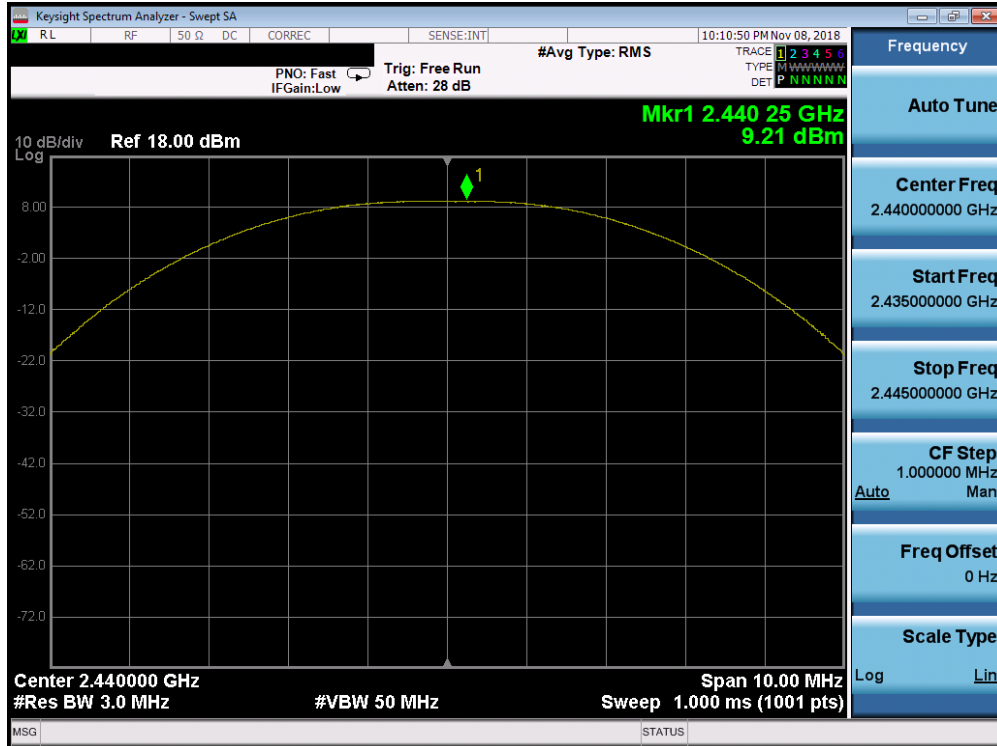 Keysight Spectrum Analyzer - Swept SA
LXI RL RF 50 Ω DC CORREC SENSE:INT 10:10:50 PM Nov 08, 2018
#Avg Type: RMS
TRACE 1 2 3 4 5 6
PNO: Fast Trig: Free Run
TYPE M WWWWW
IFGain:Low Atten: 28 dB
DET P N N N N N
Mkr1 2.440 25 GHz
9.21 dBm
10 dB/div Ref 18.00 dBm
Log
1
8.00
-2.00
-12.0
-22.0
-32.0
-42.0
-52.0
-62.0
-72.0
Center 2.440000 GHz Span 10.00 MHz
#Res BW 3.0 MHz #VBW 50 MHz Sweep 1.000 ms (1001 pts)
MSG STATUS
Frequency
Auto Tune
Center Freq
2.440000000 GHz
Start Freq
2.435000000 GHz
Stop Freq
2.445000000 GHz
CF Step
1.000000 MHz
Auto Man
Freq Offset
0 Hz
Scale Type
Log Lin